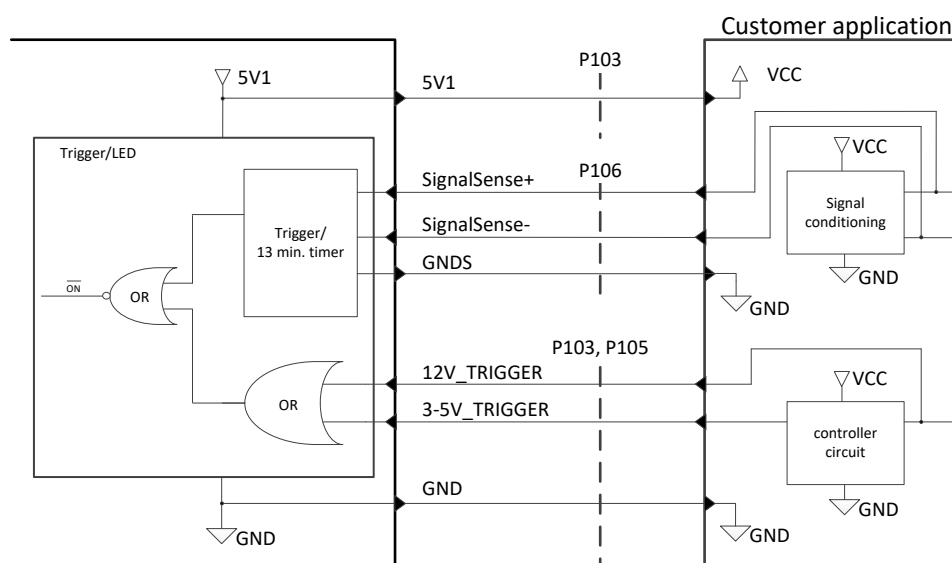 Customer application
P103
5V1
5V1
VCC
Trigger/LED
VCC
SignalSense+
P106
Trigger/
13 min. timer
Signal
conditioning
SignalSense-
GNDS
GND
ON
OR
GND
P103, P105
12V_TRIGGER
VCC
OR
3-5V_TRIGGER
controller
circuit
GND
GND
GND
GND